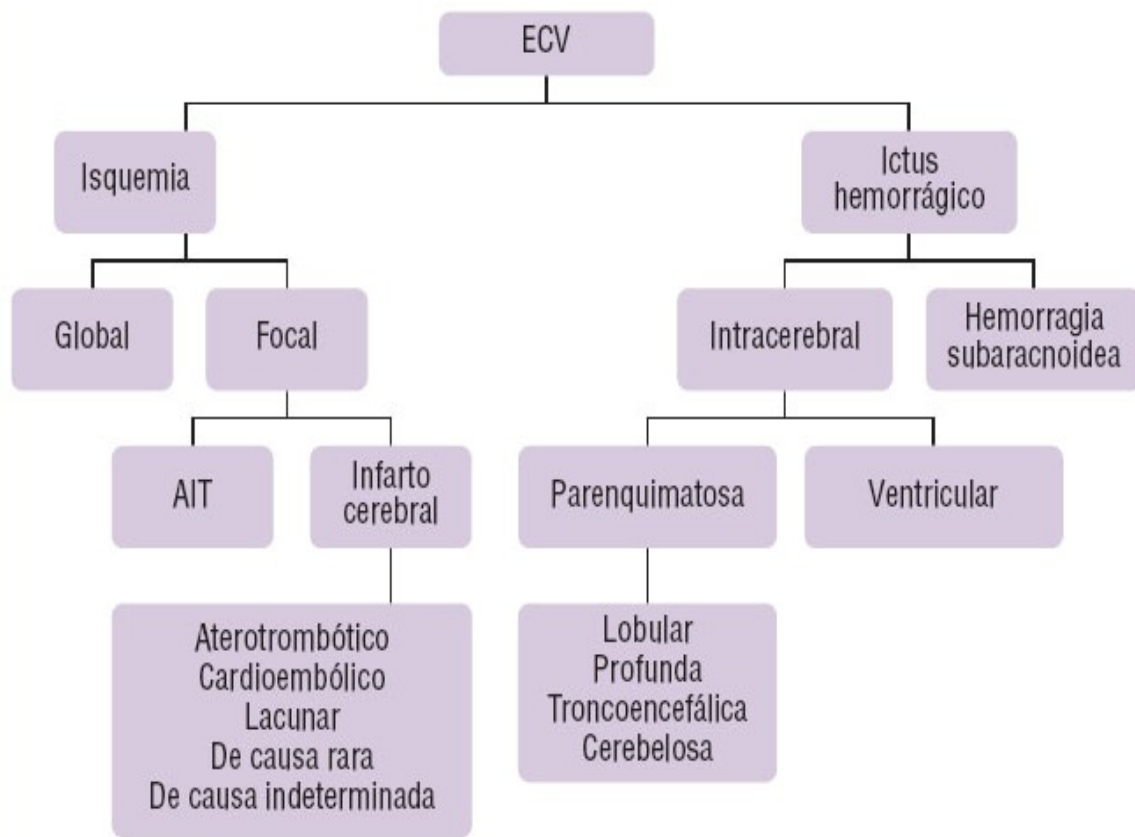 ECV
Isquemia
Ictus
hemorrágico
Global
Focal
Intracerebral
Hemorragia
subaracnoidea
AIT
Infarto
cerebral
Parenquimatosa
Ventricular
Aterotrombótico
Cardioembólico
Lacunar
De causa rara
De causa indeterminada
Lobular
Profunda
Troncoencefálica
Cerebelosa